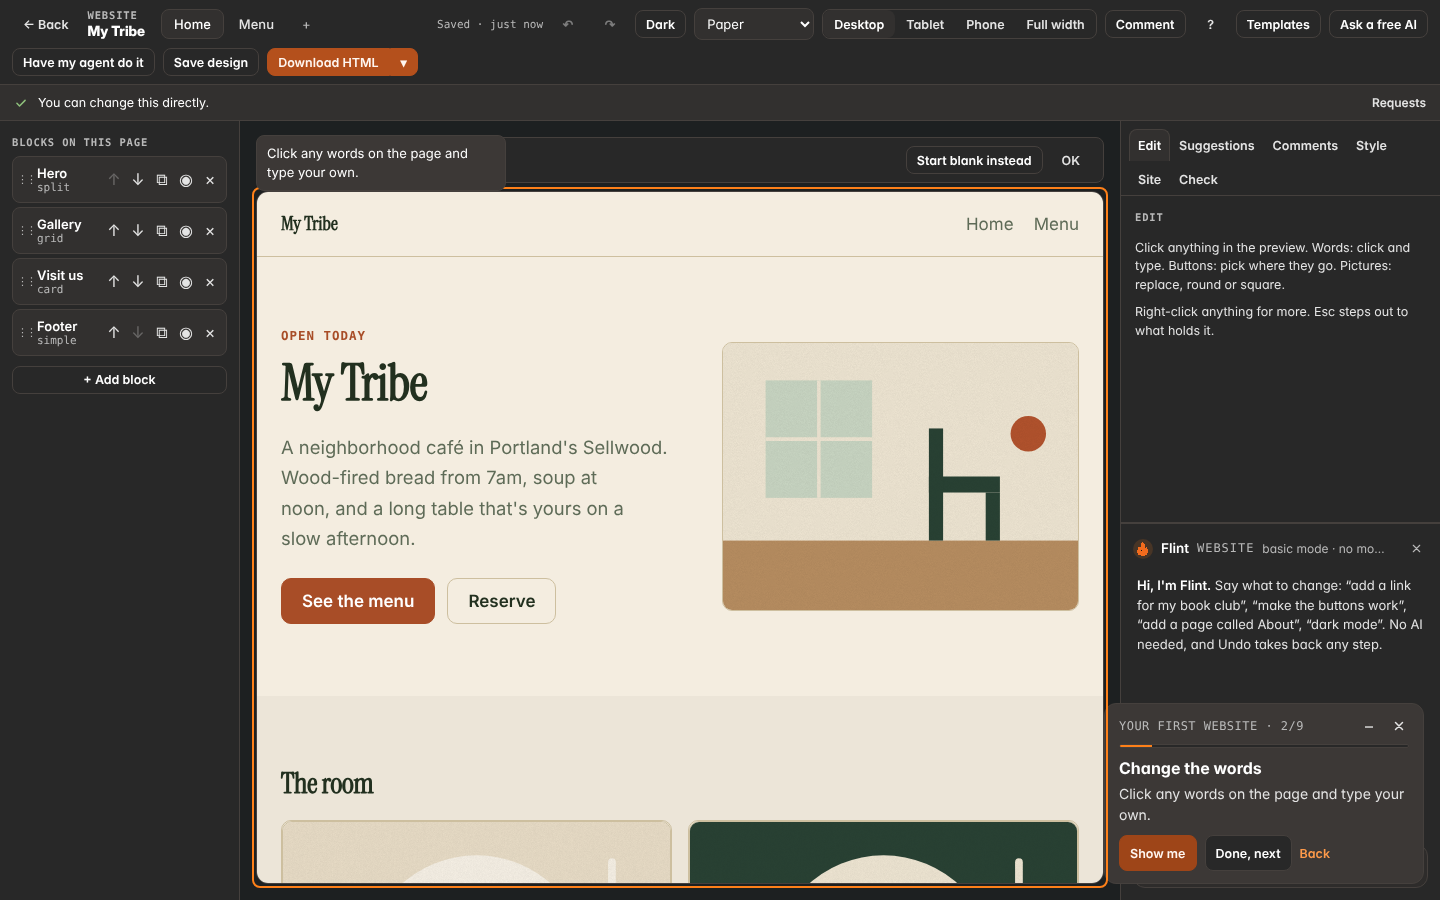 ← Back
WEBSITE
My Tribe
Home
Menu
+
Saved · just now
Dark
Paper
Desktop
Tablet
Phone
Full width
Comment
?
Templates
Ask a free AI
Have my agent do it
Save design
Download HTML
You can change this directly.
Requests
BLOCKS ON THIS PAGE
Hero
split
Gallery
grid
Visit us
card
Footer
simple
+ Add block
Click any words on the page and
type your own.
Start blank instead
OK
My Tribe
Home
Menu
OPEN TODAY
My Tribe
A neighborhood café in Portland's Sellwood.
Wood-fired bread from 7am, soup at
noon, and a long table that's yours on a
slow afternoon.
See the menu
Reserve
The room
Edit
Suggestions
Comments
Style
Site
Check
EDIT
Click anything in the preview. Words: click and
type. Buttons: pick where they go. Pictures:
replace, round or square.
Right-click anything for more. Esc steps out to
what holds it.
Flint
WEBSITE
basic mode · no mo...
Hi, I'm Flint. Say what to change: “add a link
for my book club”, “make the buttons work”,
“add a page called About”, “dark mode”. No AI
needed, and Undo takes back any step.
YOUR FIRST WEBSITE · 2/9
Change the words
Click any words on the page and type your
own.
Show me
Done, next
Back